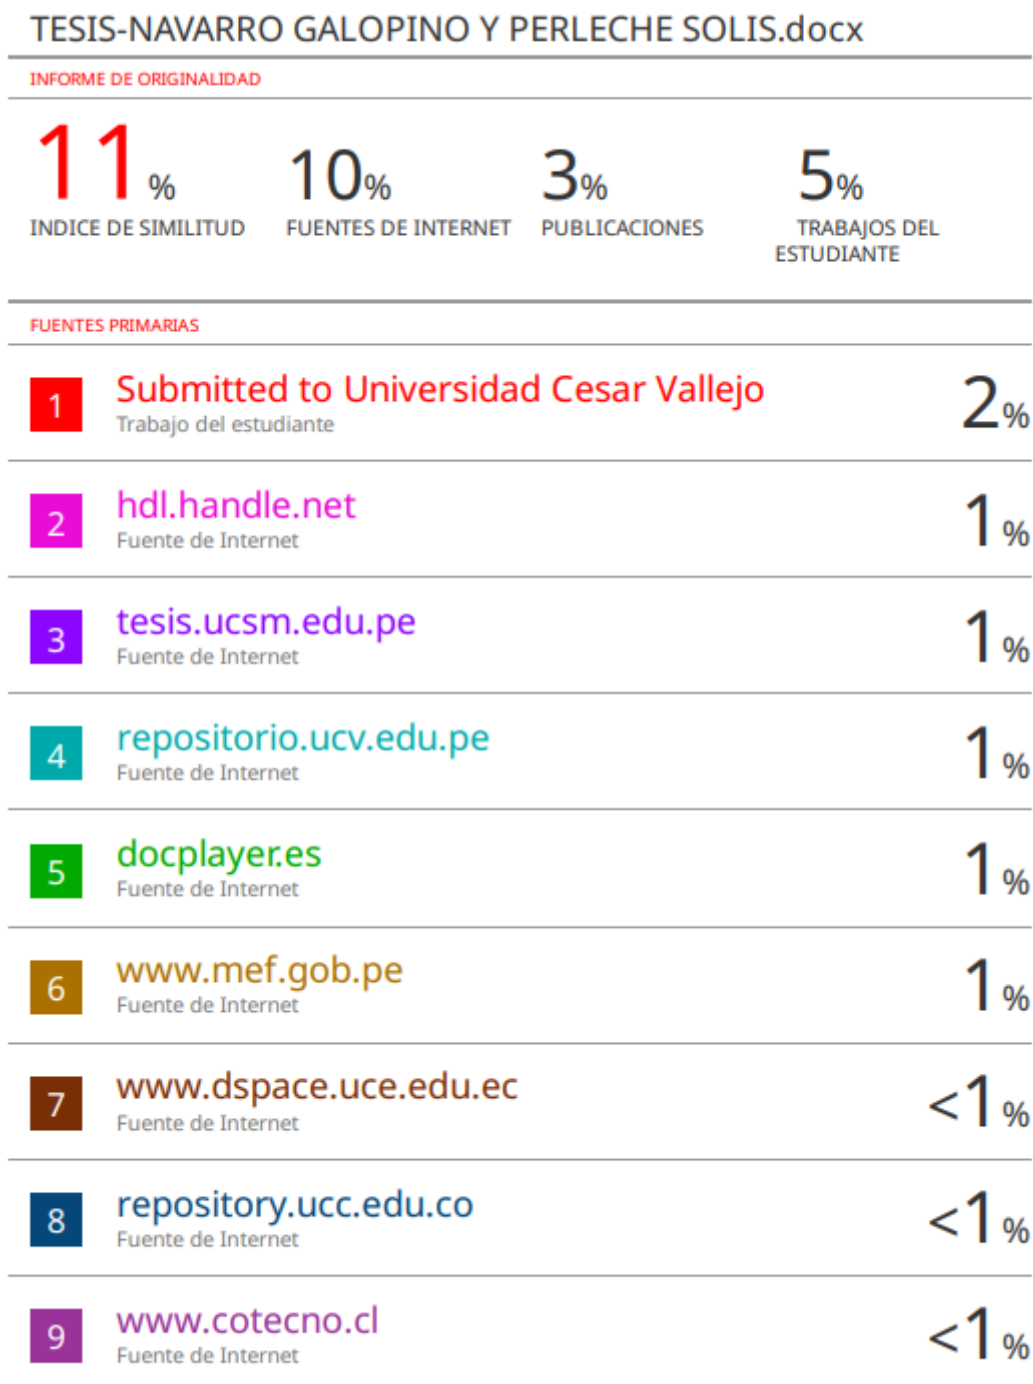 TESIS-NAVARRO GALOPINO Y PERLECHE SOLIS.docx
INFORME DE ORIGINALIDAD
11% 10% 3% 5%
INDICE DE SIMILITUD FUENTES DE INTERNET PUBLICACIONES TRABAJOS DEL
ESTUDIANTE
FUENTES PRIMARIAS
1 Submitted to Universidad Cesar Vallejo 2%
Trabajo del estudiante
2 hdl.handle.net 1%
Fuente de Internet
3 tesis.ucsm.edu.pe 1%
Fuente de Internet
4 repositorio.ucv.edu.pe 1%
Fuente de Internet
5 docplayer.es 1%
Fuente de Internet
6 www.mef.gob.pe 1%
Fuente de Internet
7 www.dspace.uce.edu.ec <1%
Fuente de Internet
8 repository.ucc.edu.co <1%
Fuente de Internet
9 www.cotecno.cl <1%
Fuente de Internet